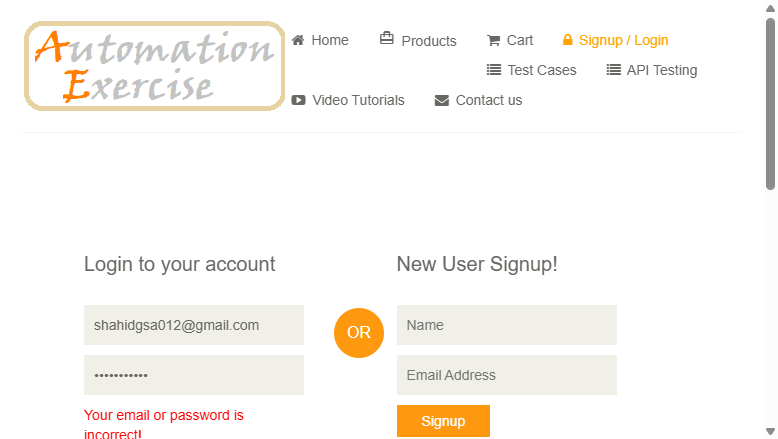 Automation
Exercise
Home
Products
Cart
Signup / Login
Test Cases
API Testing
Video Tutorials
Contact us
Login to your account
shahidgsa012@gmail.com
•••••••••••
Your email or password is
incorrect!
OR
New User Signup!
Name
Email Address
Signup